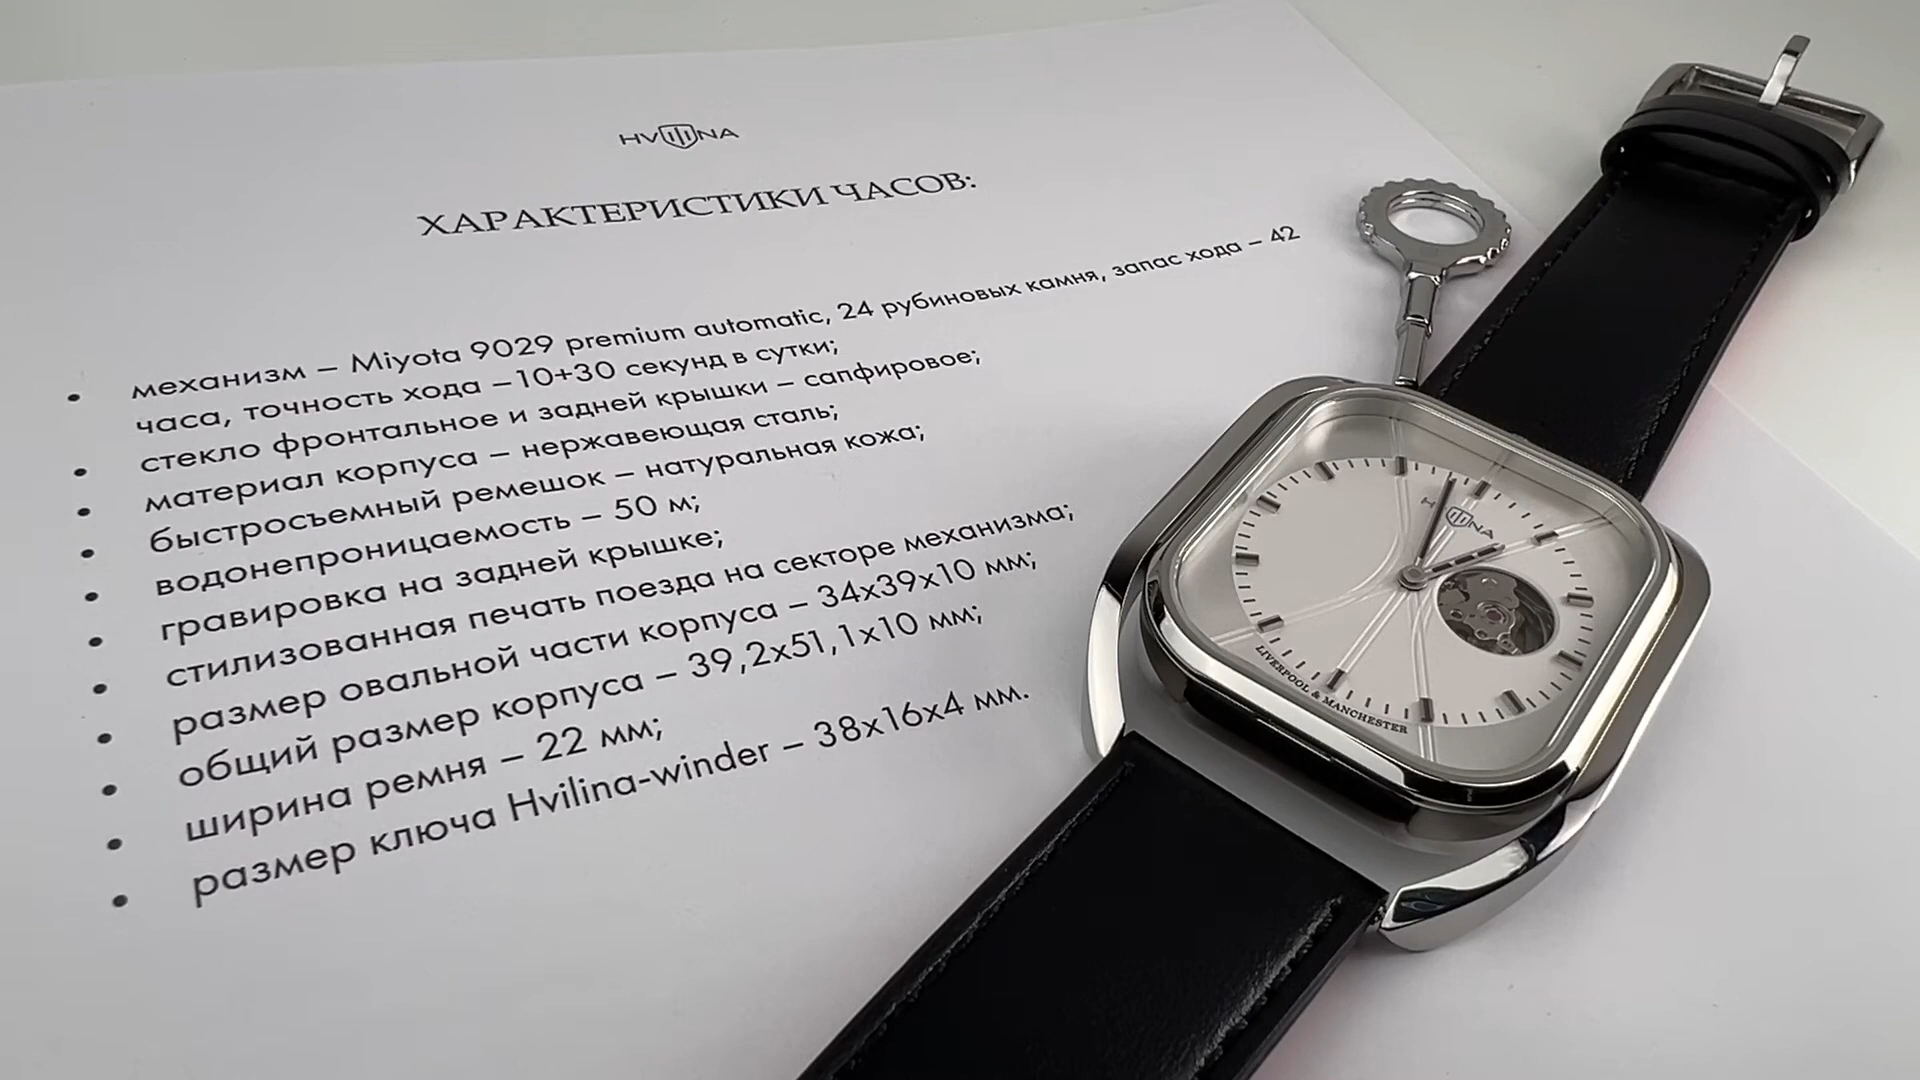 HVILINA
ХАРАКТЕРИСТИКИ ЧАСОВ:
• механизм – Miyota 9029 premium automatic, 24 рубиновых камня, запас хода – 42
часа, точность хода –10+30 секунд в сутки;
• стекло фронтальное и задней крышки – сапфировое;
• материал корпуса – нержавеющая сталь;
• быстросъемный ремешок – натуральная кожа;
• водонепроницаемость – 50 м;
• гравировка на задней крышке;
• стилизованная печать поезда на секторе механизма;
• размер овальной части корпуса – 34x39x10 мм;
• общий размер корпуса – 39,2x51,1x10 мм;
• ширина ремня – 22 мм;
• размер ключа Hvilina-winder – 38x16x4 мм.
HVILINA
LIVERPOOL & MANCHESTER